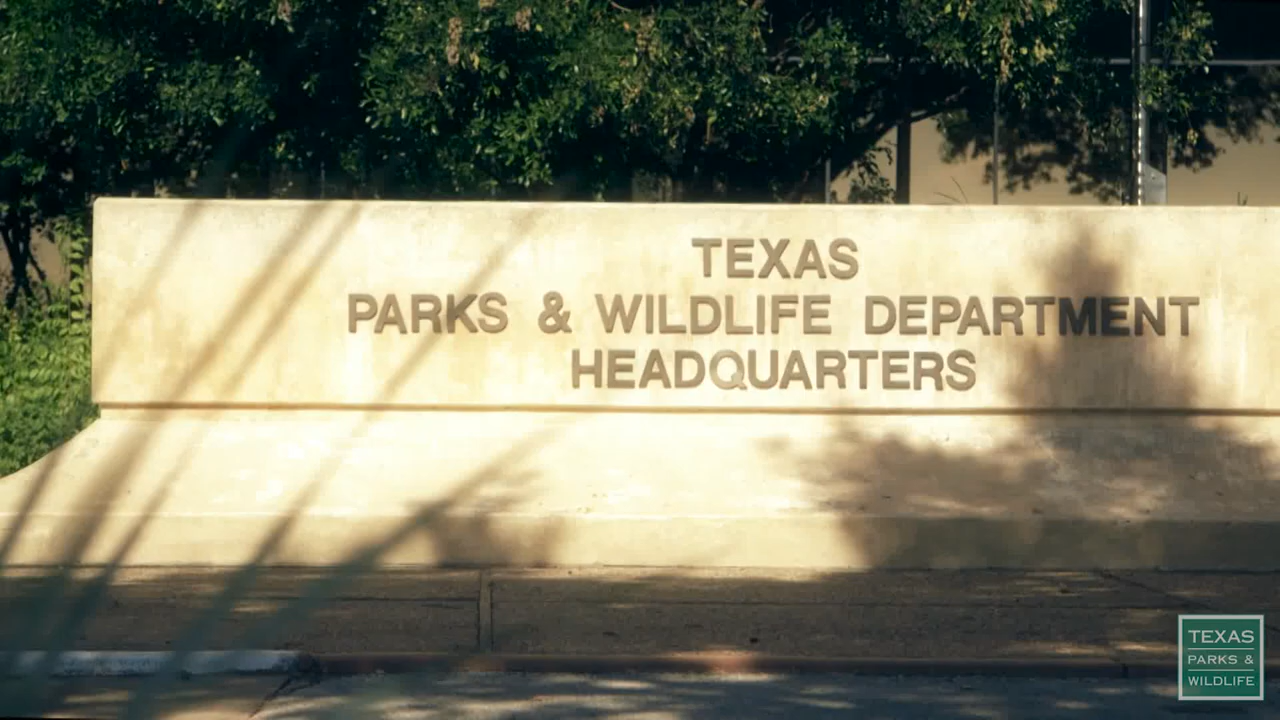 TEXAS
PARKS & WILDLIFE DEPARTMENT
HEADQUARTERS
TEXAS
PARKS &
WILDLIFE